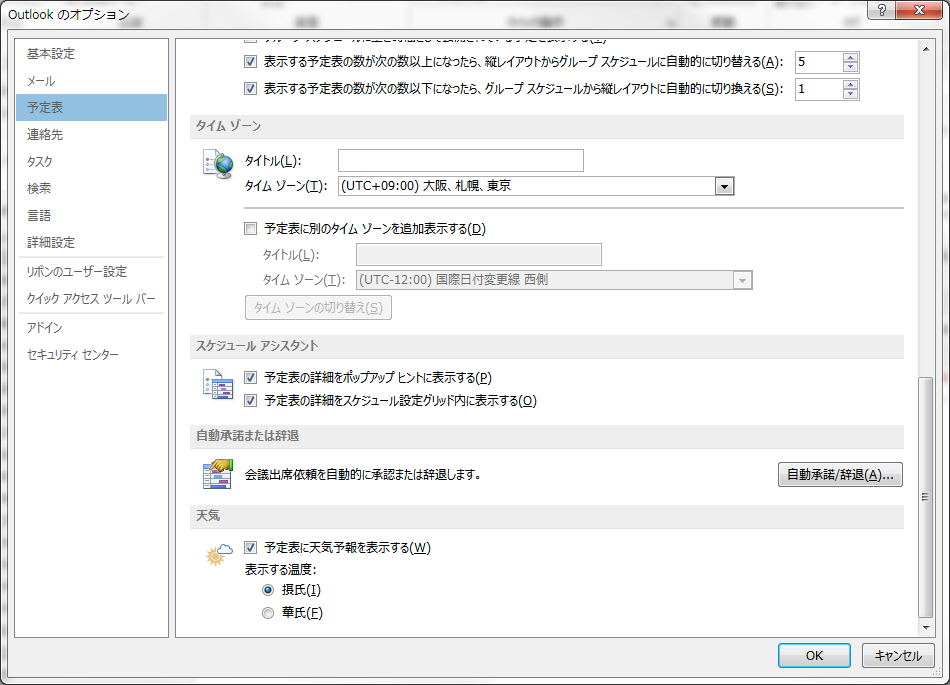 Outlook のオプション
基本設定
メール
予定表
連絡先
タスク
検索
言語
詳細設定
リボンのユーザー設定
クイック アクセス ツール バー
アドイン
セキュリティ センター
表示する予定表の数が次の数以上になったら、縦レイアウトからグループ スケジュールに自動的に切り替える(A): 5
表示する予定表の数が次の数以下になったら、グループ スケジュールから縦レイアウトに自動的に切り換える(S): 1
タイム ゾーン
タイトル(L):
タイム ゾーン(T): (UTC+09:00) 大阪、札幌、東京
予定表に別のタイム ゾーンを追加表示する(D)
タイトル(L):
タイム ゾーン(T): (UTC-12:00) 国際日付変更線 西側
タイム ゾーンの切り替え(S)
スケジュール アシスタント
予定表の詳細をポップアップ ヒントに表示する(P)
予定表の詳細をスケジュール設定グリッド内に表示する(O)
自動承諾または辞退
会議出席依頼を自動的に承認または辞退します。
自動承諾/辞退(A)...
天気
予定表に天気予報を表示する(W)
表示する温度:
摂氏(I)
華氏(F)
OK
キャンセル